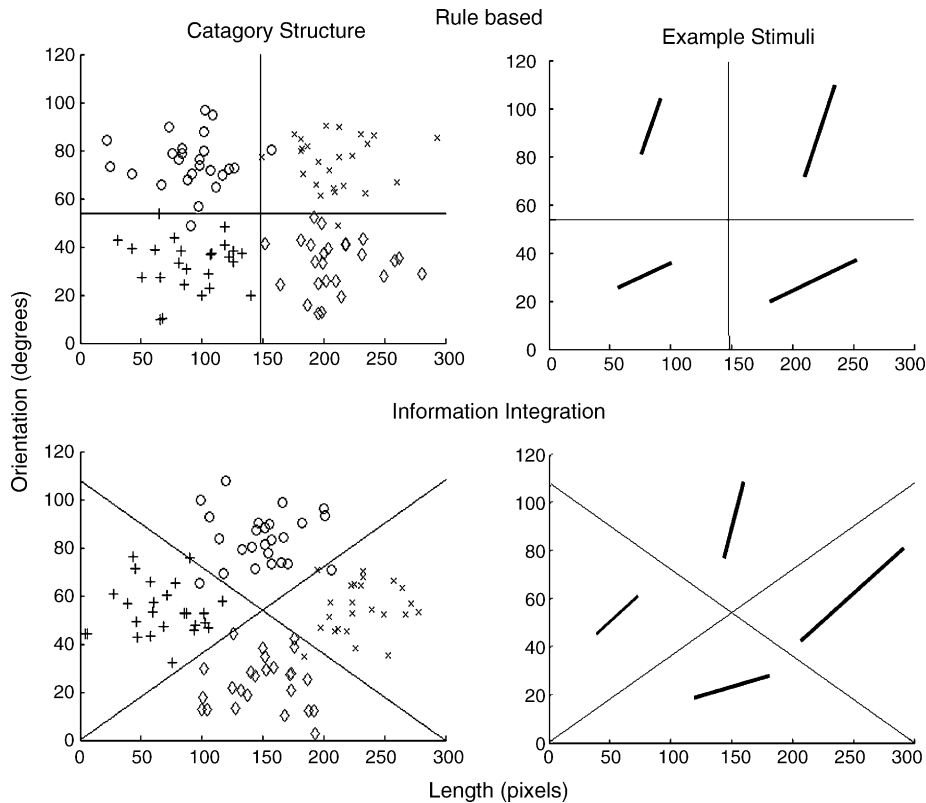 Rule based
Catagory Structure
Example Stimuli
120
100
80
60
40
20
0
0 50 100 150 200 250 300
120
100
80
60
40
20
0
0 50 100 150 200 250 300
Orientation (degrees)
Information Integration
120
100
80
60
40
20
0
0 50 100 150 200 250 300
120
100
80
60
40
20
0
0 50 100 150 200 250 300
Length (pixels)